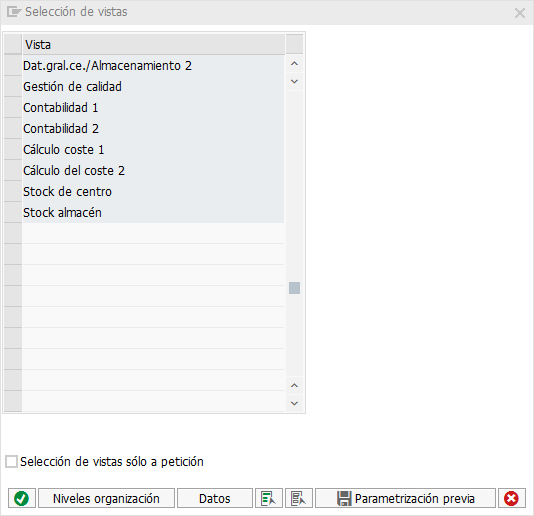 Selección de vistas
Vista
Dat.gral.ce./Almacenamiento 2
Gestión de calidad
Contabilidad 1
Contabilidad 2
Cálculo coste 1
Cálculo del coste 2
Stock de centro
Stock almacén
Selección de vistas sólo a petición
Niveles organización Datos Parametrización previa